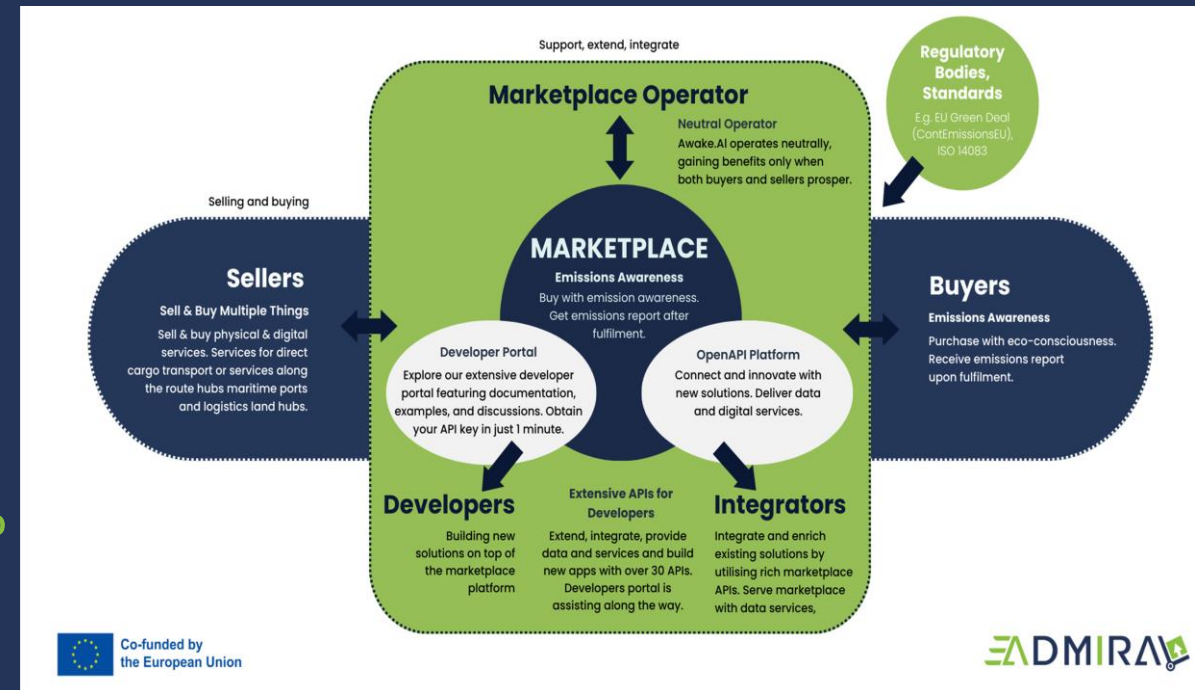 Support, extend, integrate
Marketplace Operator
Neutral Operator
Awake.AI operates neutrally,
gaining benefits only when
both buyers and sellers prosper.
Regulatory
Bodies,
Standards
E.g. EU Green Deal
(ContEmissionsEU),
ISO 14083
Selling and buying
Sellers
Sell & Buy Multiple Things
Sell & buy physical & digital
services. Services for direct
cargo transport or services along
the route hubs maritime ports
and logistics land hubs.
MARKETPLACE
Emissions Awareness
Buy with emission awareness.
Get emissions report after
fulfilment.
Buyers
Emissions Awareness
Purchase with eco-consciousness.
Receive emissions report
upon fulfilment.
Developer Portal
Explore our extensive developer
portal featuring documentation,
examples, and discussions. Obtain
your API key in just 1 minute.
OpenAPI Platform
Connect and innovate with
new solutions. Deliver data
and digital services.
Developers
Building new
solutions on top of
the marketplace
platform
Extensive APIs for
Developers
Extend, integrate, provide
data and services and build
new apps with over 30 APIs.
Developers portal is
assisting along the way.
Integrators
Integrate and enrich
existing solutions by
utilising rich marketplace
APIs. Serve marketplace
with data services,
Co-funded by
the European Union
ADMIRAL